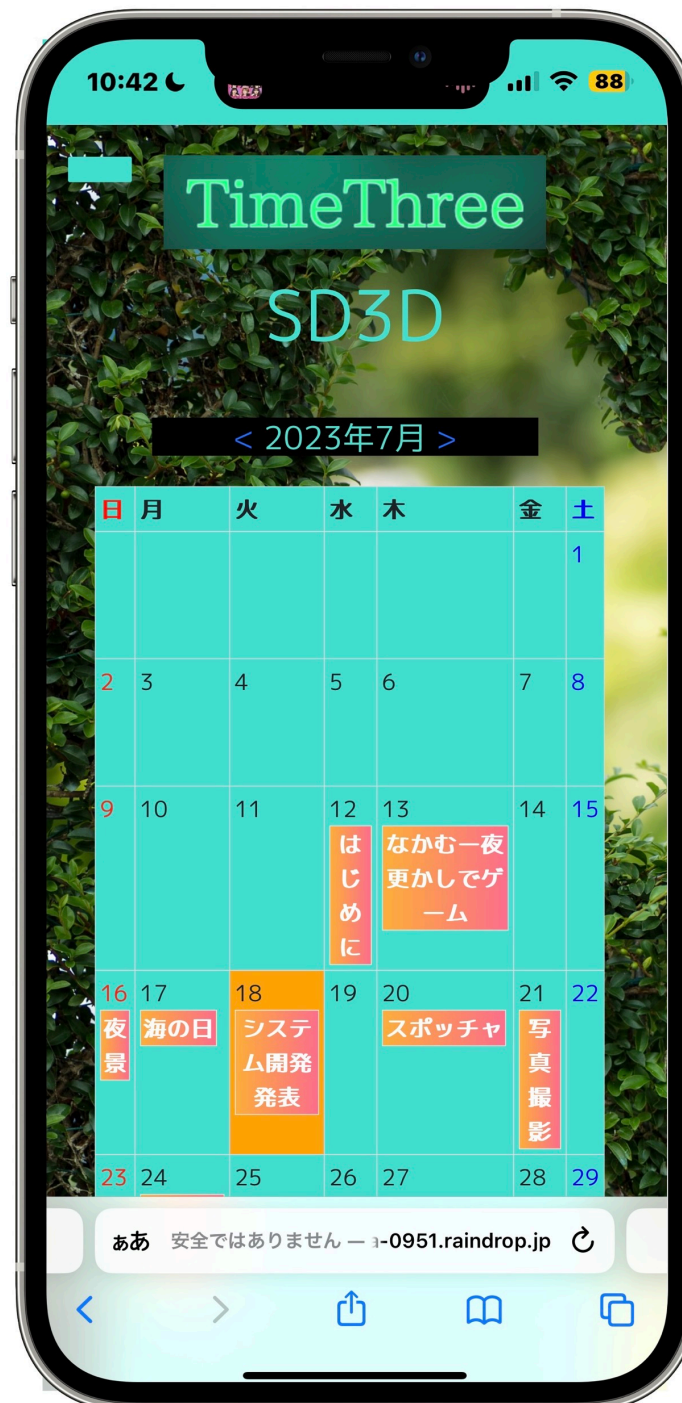 10:42
88
TimeThree
SD3D
< 2023年7月 >
日 月 火 水 木 金 土
1
2 3 4 5 6 7 8
9 10 11 12 13 14 15
は
じ
め
に
なかむー夜
更かしでゲ
ーム
16 17 18 19 20 21 22
夜
景
海の日
システ
ム開発
発表
スポッチャ
写
真
撮
影
23 24 25 26 27 28 29
ぁあ 安全ではありません — -0951.raindrop.jp